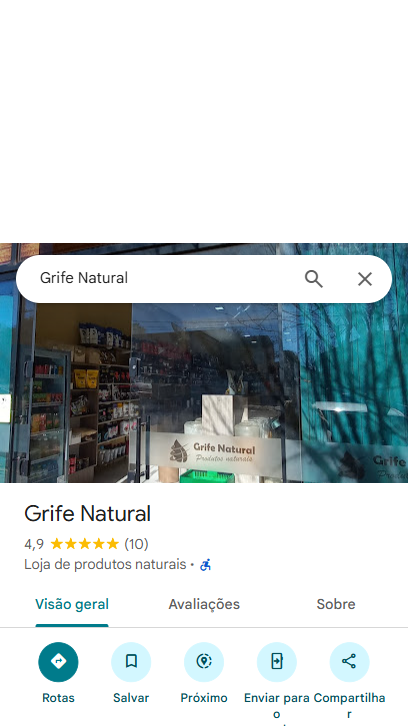 Grife Natural
Grife Natural
Produtos naturais
Grife Natural
4,9 (10)
Loja de produtos naturais •
Visão geral Avaliações Sobre
Rotas Salvar Próximo Enviar para o Compartilhar